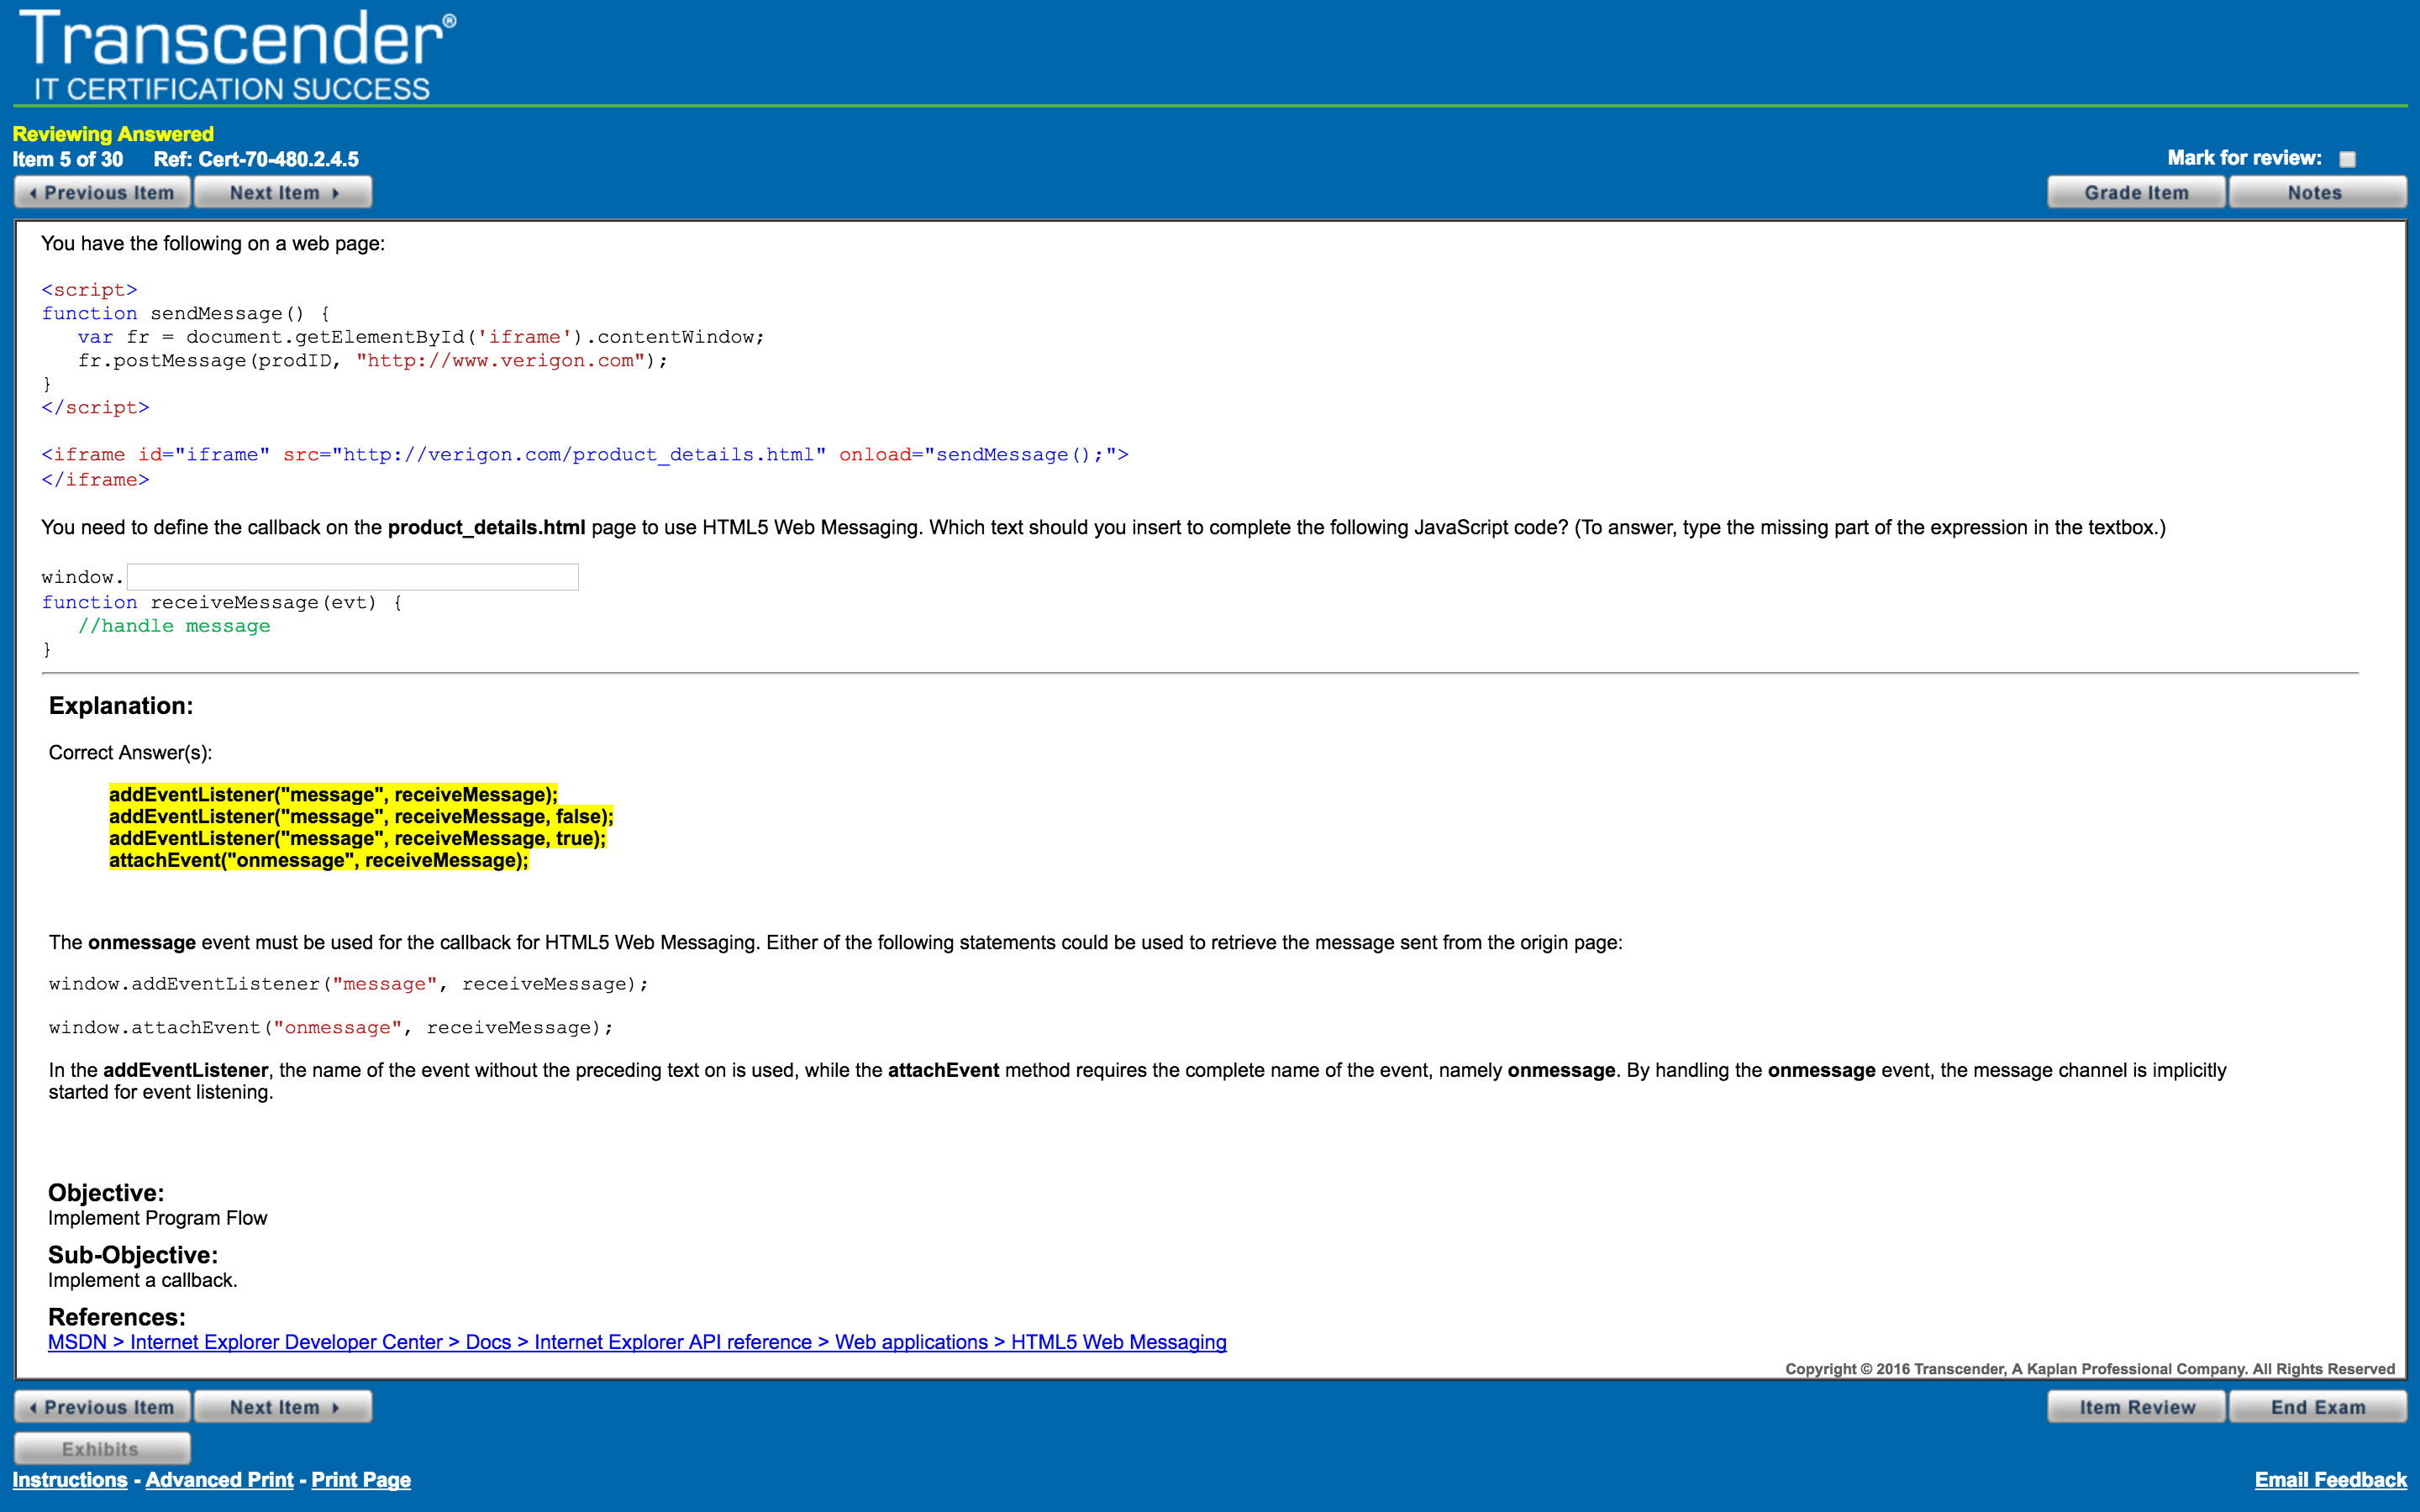 Transcender®
IT CERTIFICATION SUCCESS
Reviewing Answered
Item 5 of 30 Ref: Cert-70-480.2.4.5
Mark for review:
Previous Item Next Item Grade Item Notes
You have the following on a web page:
<script>
function sendMessage() {
   var fr = document.getElementById('iframe').contentWindow;
   fr.postMessage(prodID, "http://www.verigon.com");
}
</script>
<iframe id="iframe" src="http://verigon.com/product_details.html" onload="sendMessage();">
</iframe>
You need to define the callback on the product_details.html page to use HTML5 Web Messaging. Which text should you insert to complete the following JavaScript code? (To answer, type the missing part of the expression in the textbox.)
window.
function receiveMessage(evt) {
   //handle message
}
Explanation:
Correct Answer(s):
addEventListener("message", receiveMessage);
addEventListener("message", receiveMessage, false);
addEventListener("message", receiveMessage, true);
attachEvent("onmessage", receiveMessage);
The onmessage event must be used for the callback for HTML5 Web Messaging. Either of the following statements could be used to retrieve the message sent from the origin page:
window.addEventListener("message", receiveMessage);
window.attachEvent("onmessage", receiveMessage);
In the addEventListener, the name of the event without the preceding text on is used, while the attachEvent method requires the complete name of the event, namely onmessage. By handling the onmessage event, the message channel is implicitly
started for event listening.
Objective:
Implement Program Flow
Sub-Objective:
Implement a callback.
References:
MSDN > Internet Explorer Developer Center > Docs > Internet Explorer API reference > Web applications > HTML5 Web Messaging
Copyright © 2016 Transcender, A Kaplan Professional Company. All Rights Reserved
Previous Item Next Item Item Review End Exam
Exhibits
Instructions - Advanced Print - Print Page Email Feedback